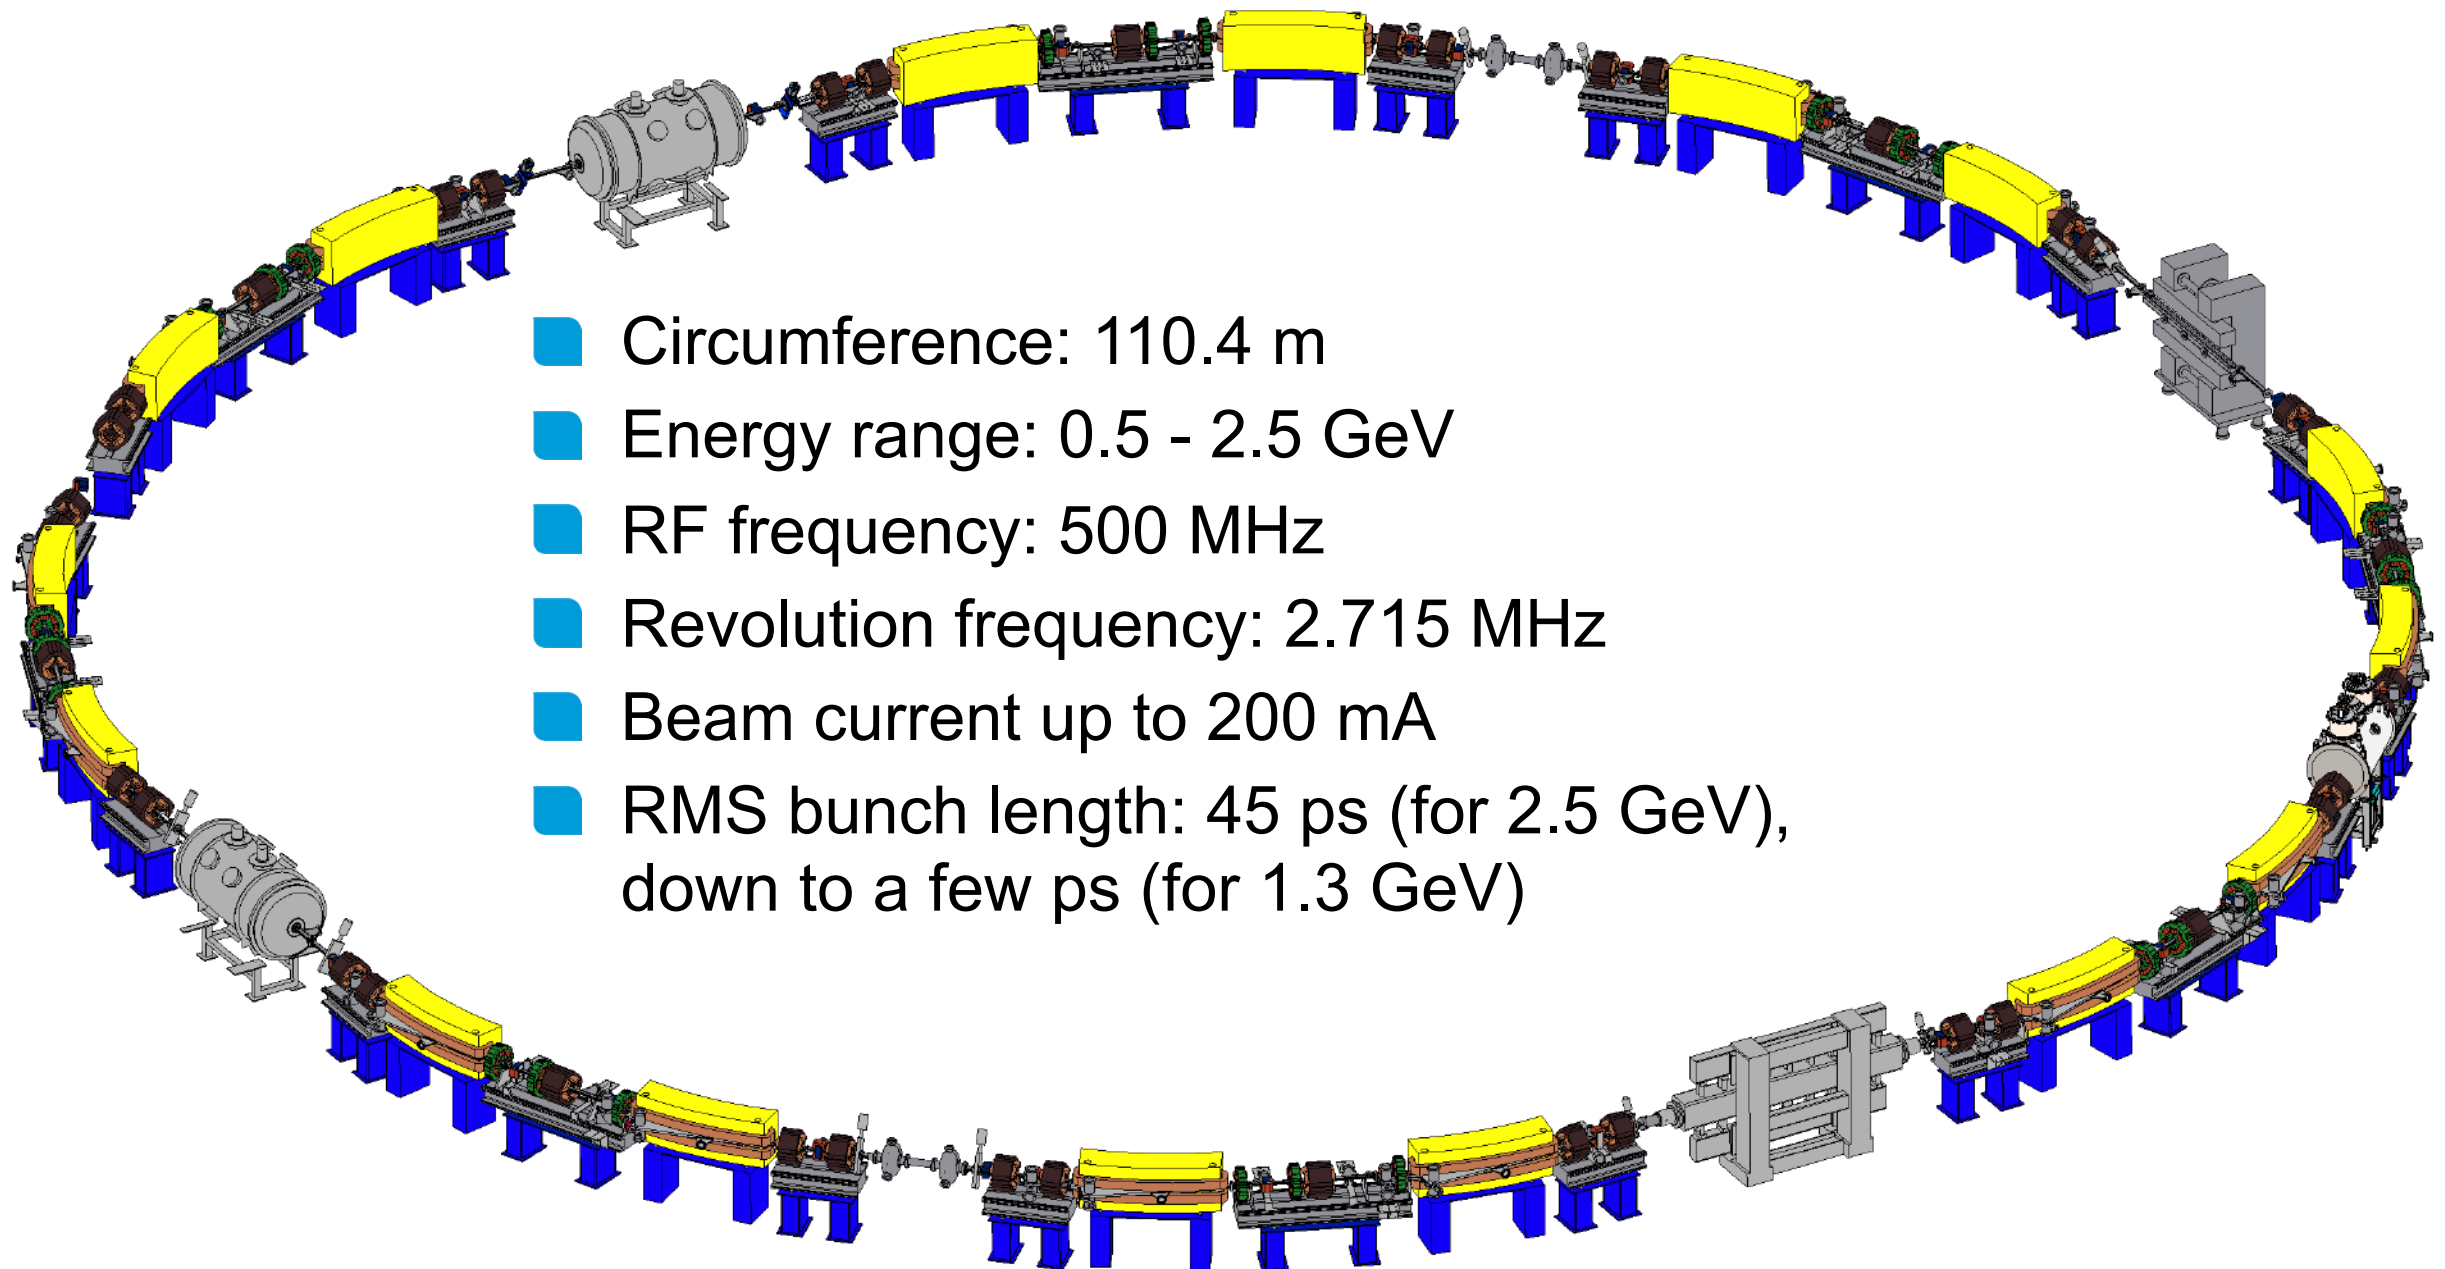 Circumference: 110.4 m
Energy range: 0.5 - 2.5 GeV
RF frequency: 500 MHz
Revolution frequency: 2.715 MHz
Beam current up to 200 mA
RMS bunch length: 45 ps (for 2.5 GeV),
down to a few ps (for 1.3 GeV)